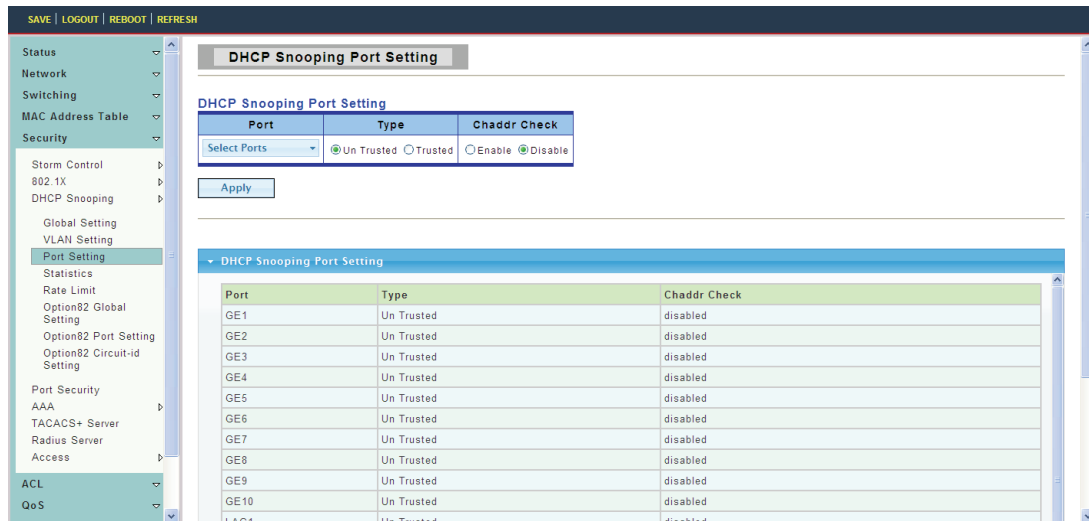 SAVE | LOGOUT | REBOOT | REFRESH
Status
Network
Switching
MAC Address Table
Security
Storm Control
802.1X
DHCP Snooping
Global Setting
VLAN Setting
Port Setting
Statistics
Rate Limit
Option82 Global
Setting
Option82 Port Setting
Option82 Circuit-id
Setting
Port Security
AAA
TACACS+ Server
Radius Server
Access
ACL
QoS
DHCP Snooping Port Setting
DHCP Snooping Port Setting
Port Type Chaddr Check
Select Ports Un Trusted Trusted Enable Disable
Apply
DHCP Snooping Port Setting
Port Type Chaddr Check
GE1 Un Trusted disabled
GE2 Un Trusted disabled
GE3 Un Trusted disabled
GE4 Un Trusted disabled
GE5 Un Trusted disabled
GE6 Un Trusted disabled
GE7 Un Trusted disabled
GE8 Un Trusted disabled
GE9 Un Trusted disabled
GE10 Un Trusted disabled
LAG1 Un Trusted disabled